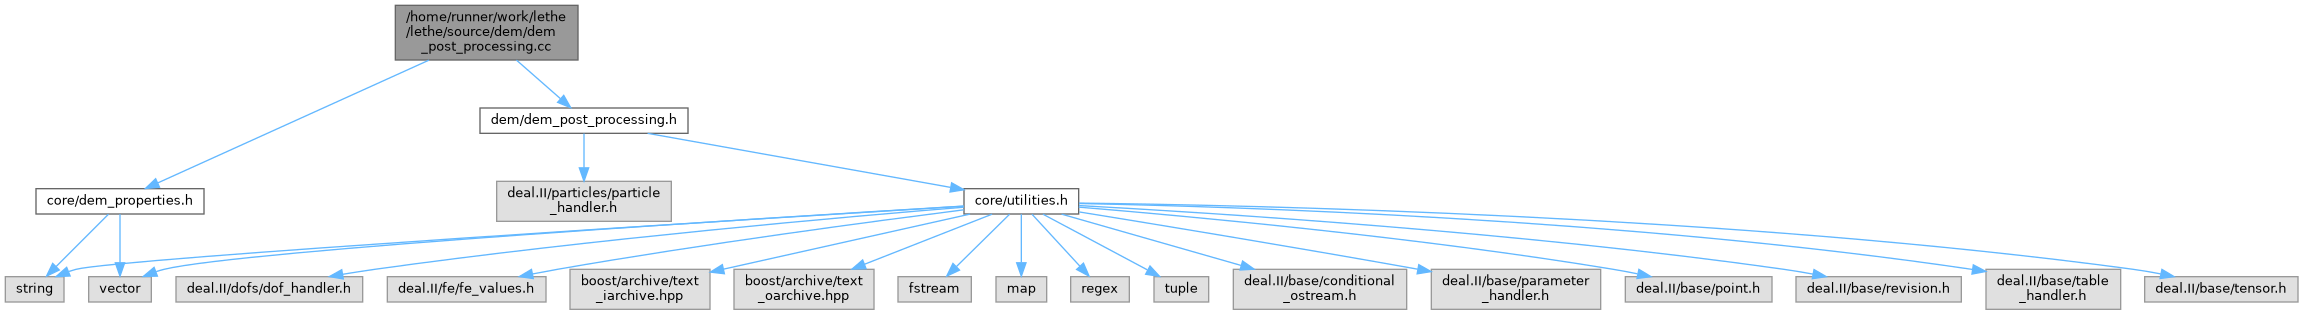 /home/runner/work/lethe
/lethe/source/dem/dem
_post_processing.cc
dem/dem_post_processing.h
deal.II/particles/particle
_handler.h
core/dem_properties.h
core/utilities.h
string
vector
deal.II/dofs/dof_handler.h
deal.II/fe/fe_values.h
boost/archive/text
_iarchive.hpp
boost/archive/text
_oarchive.hpp
fstream
map
regex
tuple
deal.II/base/conditional
_ostream.h
deal.II/base/parameter
_handler.h
deal.II/base/point.h
deal.II/base/revision.h
deal.II/base/table
_handler.h
deal.II/base/tensor.h